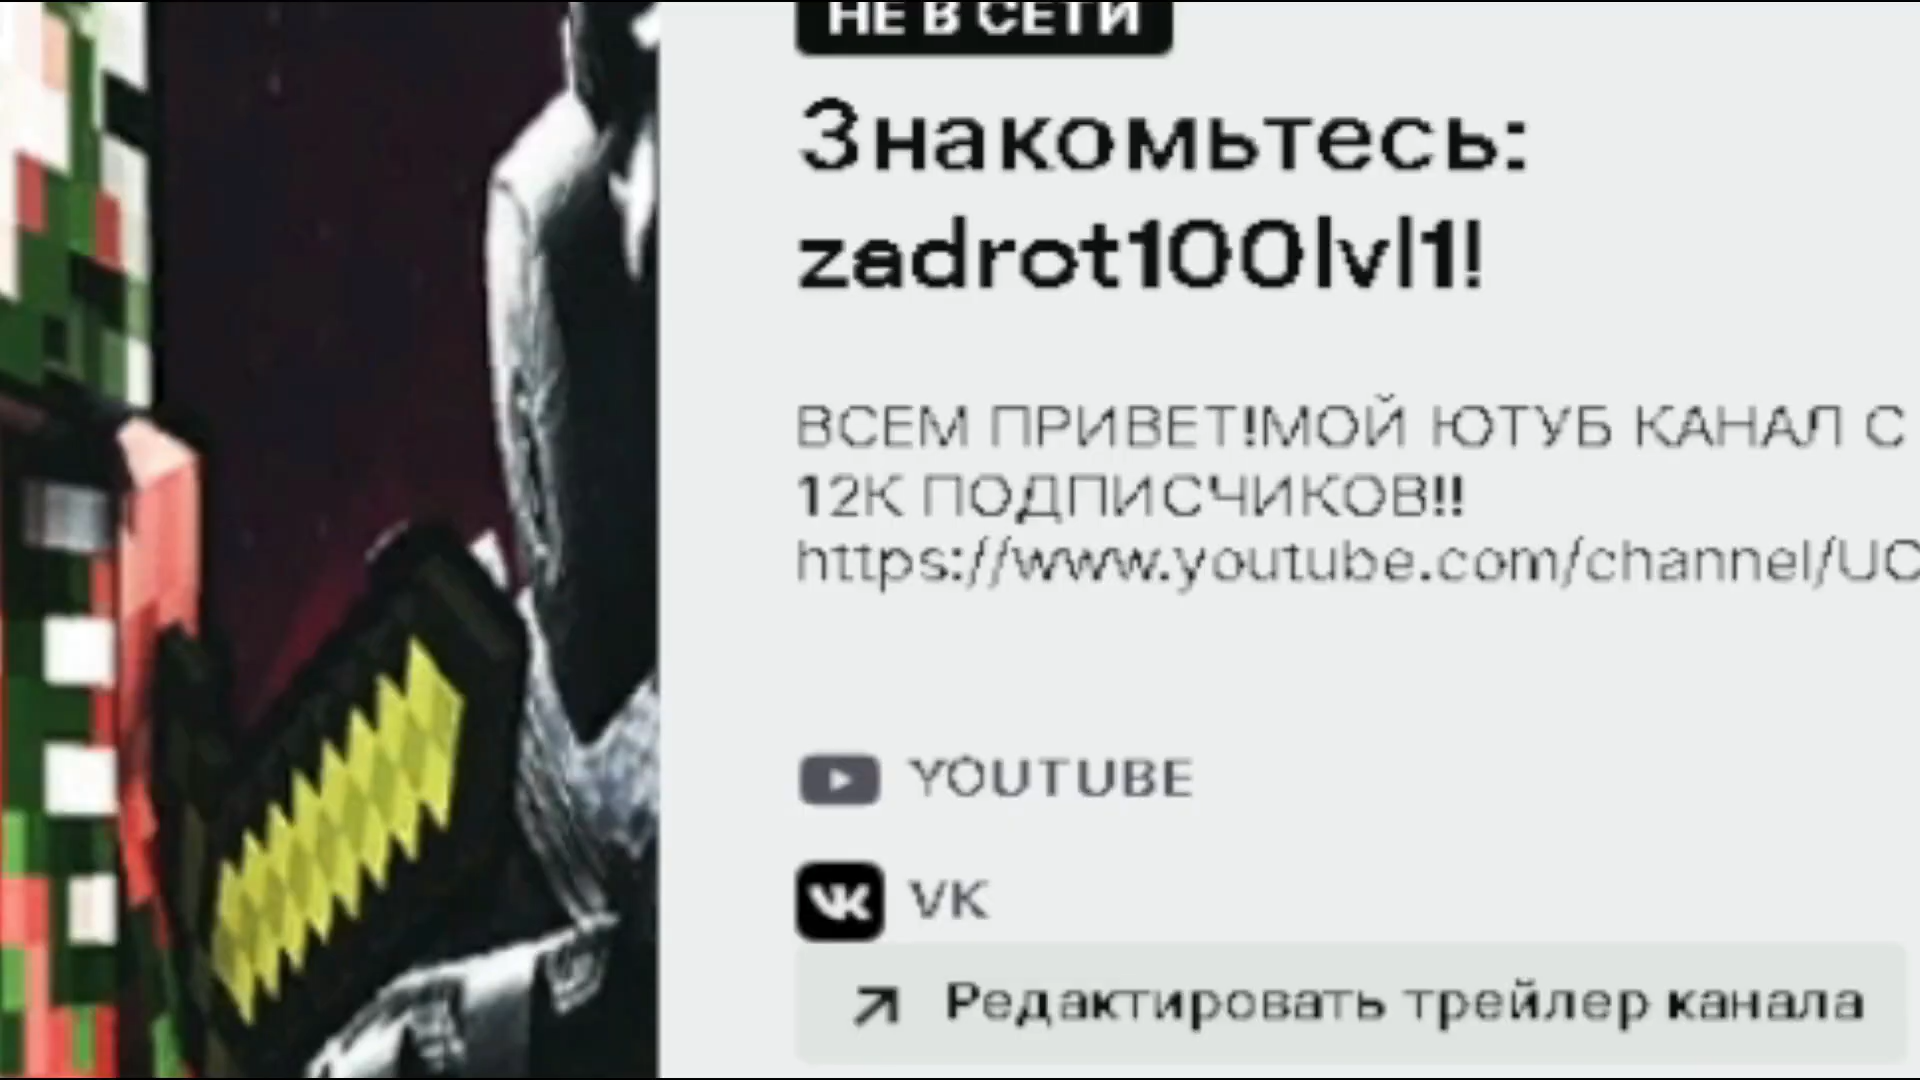 НЕ В СЕТИ
Знакомьтесь:
zadrot100lvl1!
ВСЕМ ПРИВЕТ!МОЙ ЮТУБ КАНАЛ С
12К ПОДПИСЧИКОВ!!
https://www.youtube.com/channel/UC
YOUTUBE
VK
Редактировать трейлер канала